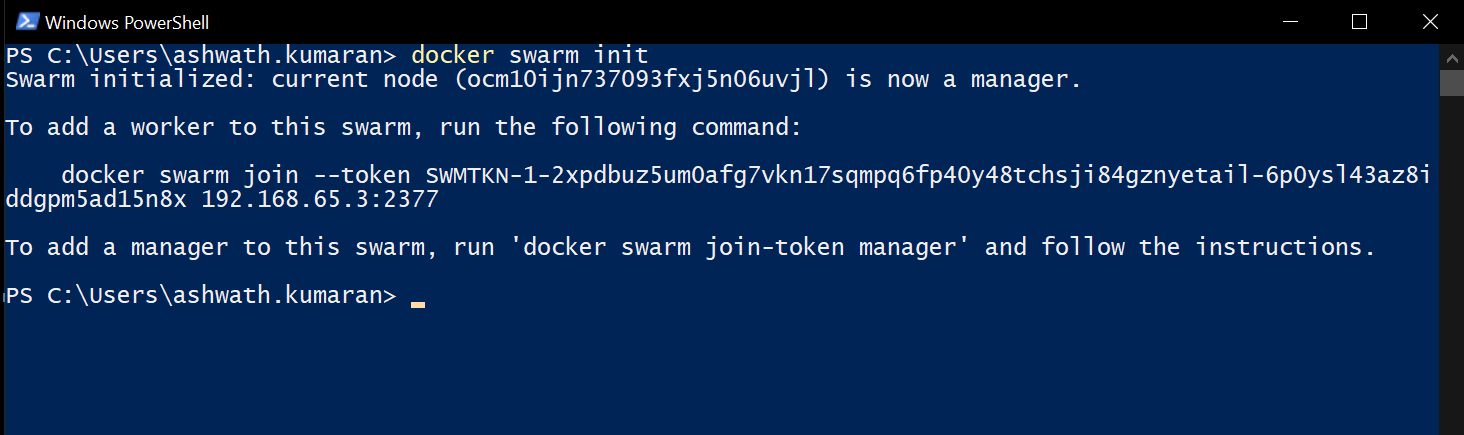 Windows PowerShell
PS C:\Users\ashwath.kumaran> docker swarm init
Swarm initialized: current node (ocm10ijn737093fxj5n06uvjl) is now a manager.
To add a worker to this swarm, run the following command:
docker swarm join --token SWMTKN-1-2xpdbuz5um0afg7vkn17sqmpq6fp40y48tchsji84gznyetail-6p0ysl43az8i
ddgpm5ad15n8x 192.168.65.3:2377
To add a manager to this swarm, run 'docker swarm join-token manager' and follow the instructions.
PS C:\Users\ashwath.kumaran>